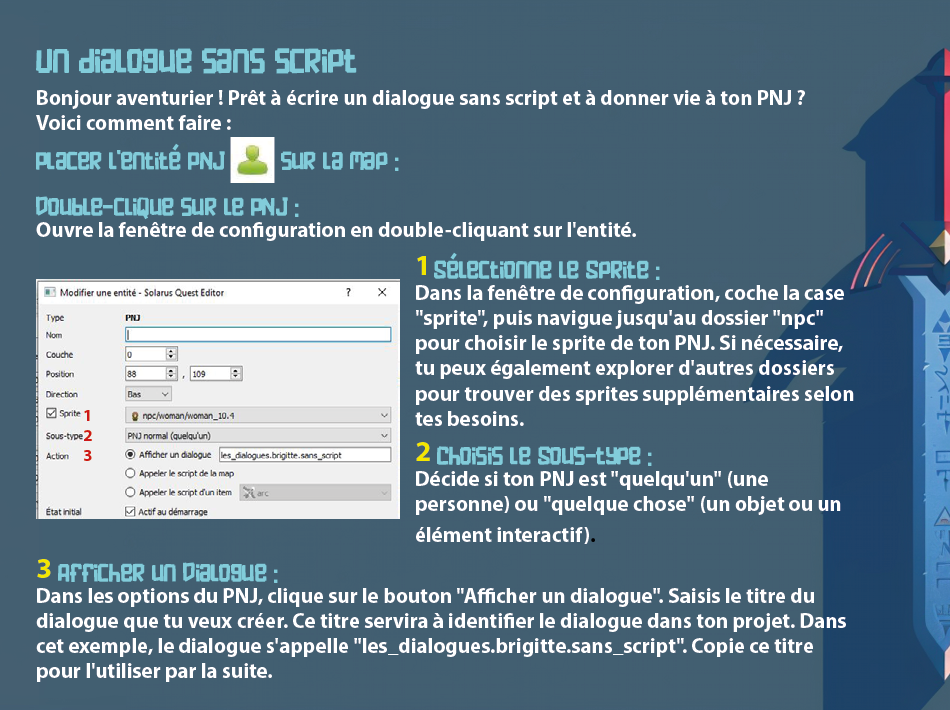 Un dialogue sans script
Bonjour aventurier ! Prêt à écrire un dialogue sans script et à donner vie à ton PNJ ?
Voici comment faire :
Placer l'entité PNJ sur la map :
Double-clique sur le PNJ :
Ouvre la fenêtre de configuration en double-cliquant sur l'entité.
Modifier une entité - Solarus Quest Editor
Type PNJ
Nom
Couche 0
Position 88 , 109
Direction Bas
Sprite 1 npc/woman/woman_10.4
Sous-type 2 PNJ normal (quelqu'un)
Action 3 Afficher un dialogue les_dialogues.brigitte.sans_script
Appeler le script de la map
Appeler le script d'un item arc
État initial Actif au démarrage
1 Sélectionne le sprite :
Dans la fenêtre de configuration, coche la case
"sprite", puis navigue jusqu'au dossier "npc"
pour choisir le sprite de ton PNJ. Si nécessaire,
tu peux également explorer d'autres dossiers
pour trouver des sprites supplémentaires selon
tes besoins.
2 Choisis le sous-type :
Décide si ton PNJ est "quelqu'un" (une
personne) ou "quelque chose" (un objet ou un
élément interactif).
3 Afficher un Dialogue :
Dans les options du PNJ, clique sur le bouton "Afficher un dialogue". Saisis le titre du
dialogue que tu veux créer. Ce titre servira à identifier le dialogue dans ton projet. Dans
cet exemple, le dialogue s'appelle "les_dialogues.brigitte.sans_script". Copie ce titre
pour l'utiliser par la suite.